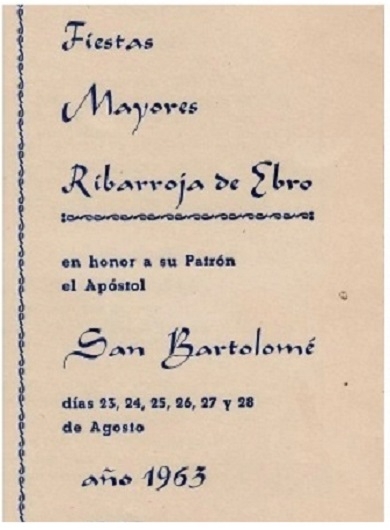 Fiestas
Mayores
Ribarroja de Ebro
en honor a su Patrón
el Apóstol
San Bartolomé
días 23, 24, 25, 26, 27 y 28
de Agosto
año 1963